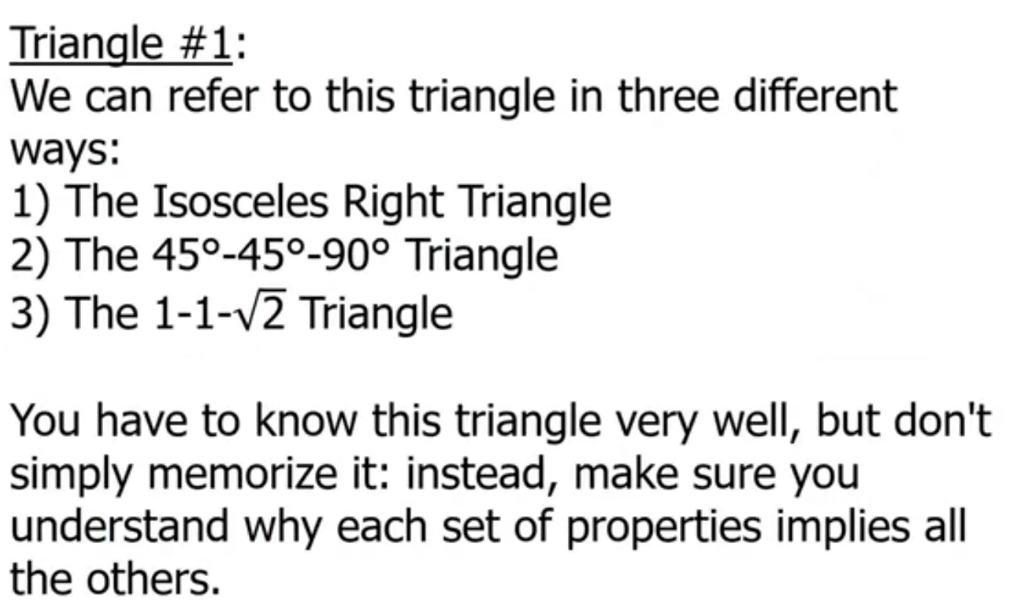 Triangle #1:
We can refer to this triangle in three different
ways:
1) The Isosceles Right Triangle
2) The 45°-45°-90° Triangle
3) The 1-1-√2 Triangle
You have to know this triangle very well, but don't
simply memorize it: instead, make sure you
understand why each set of properties implies all
the others.